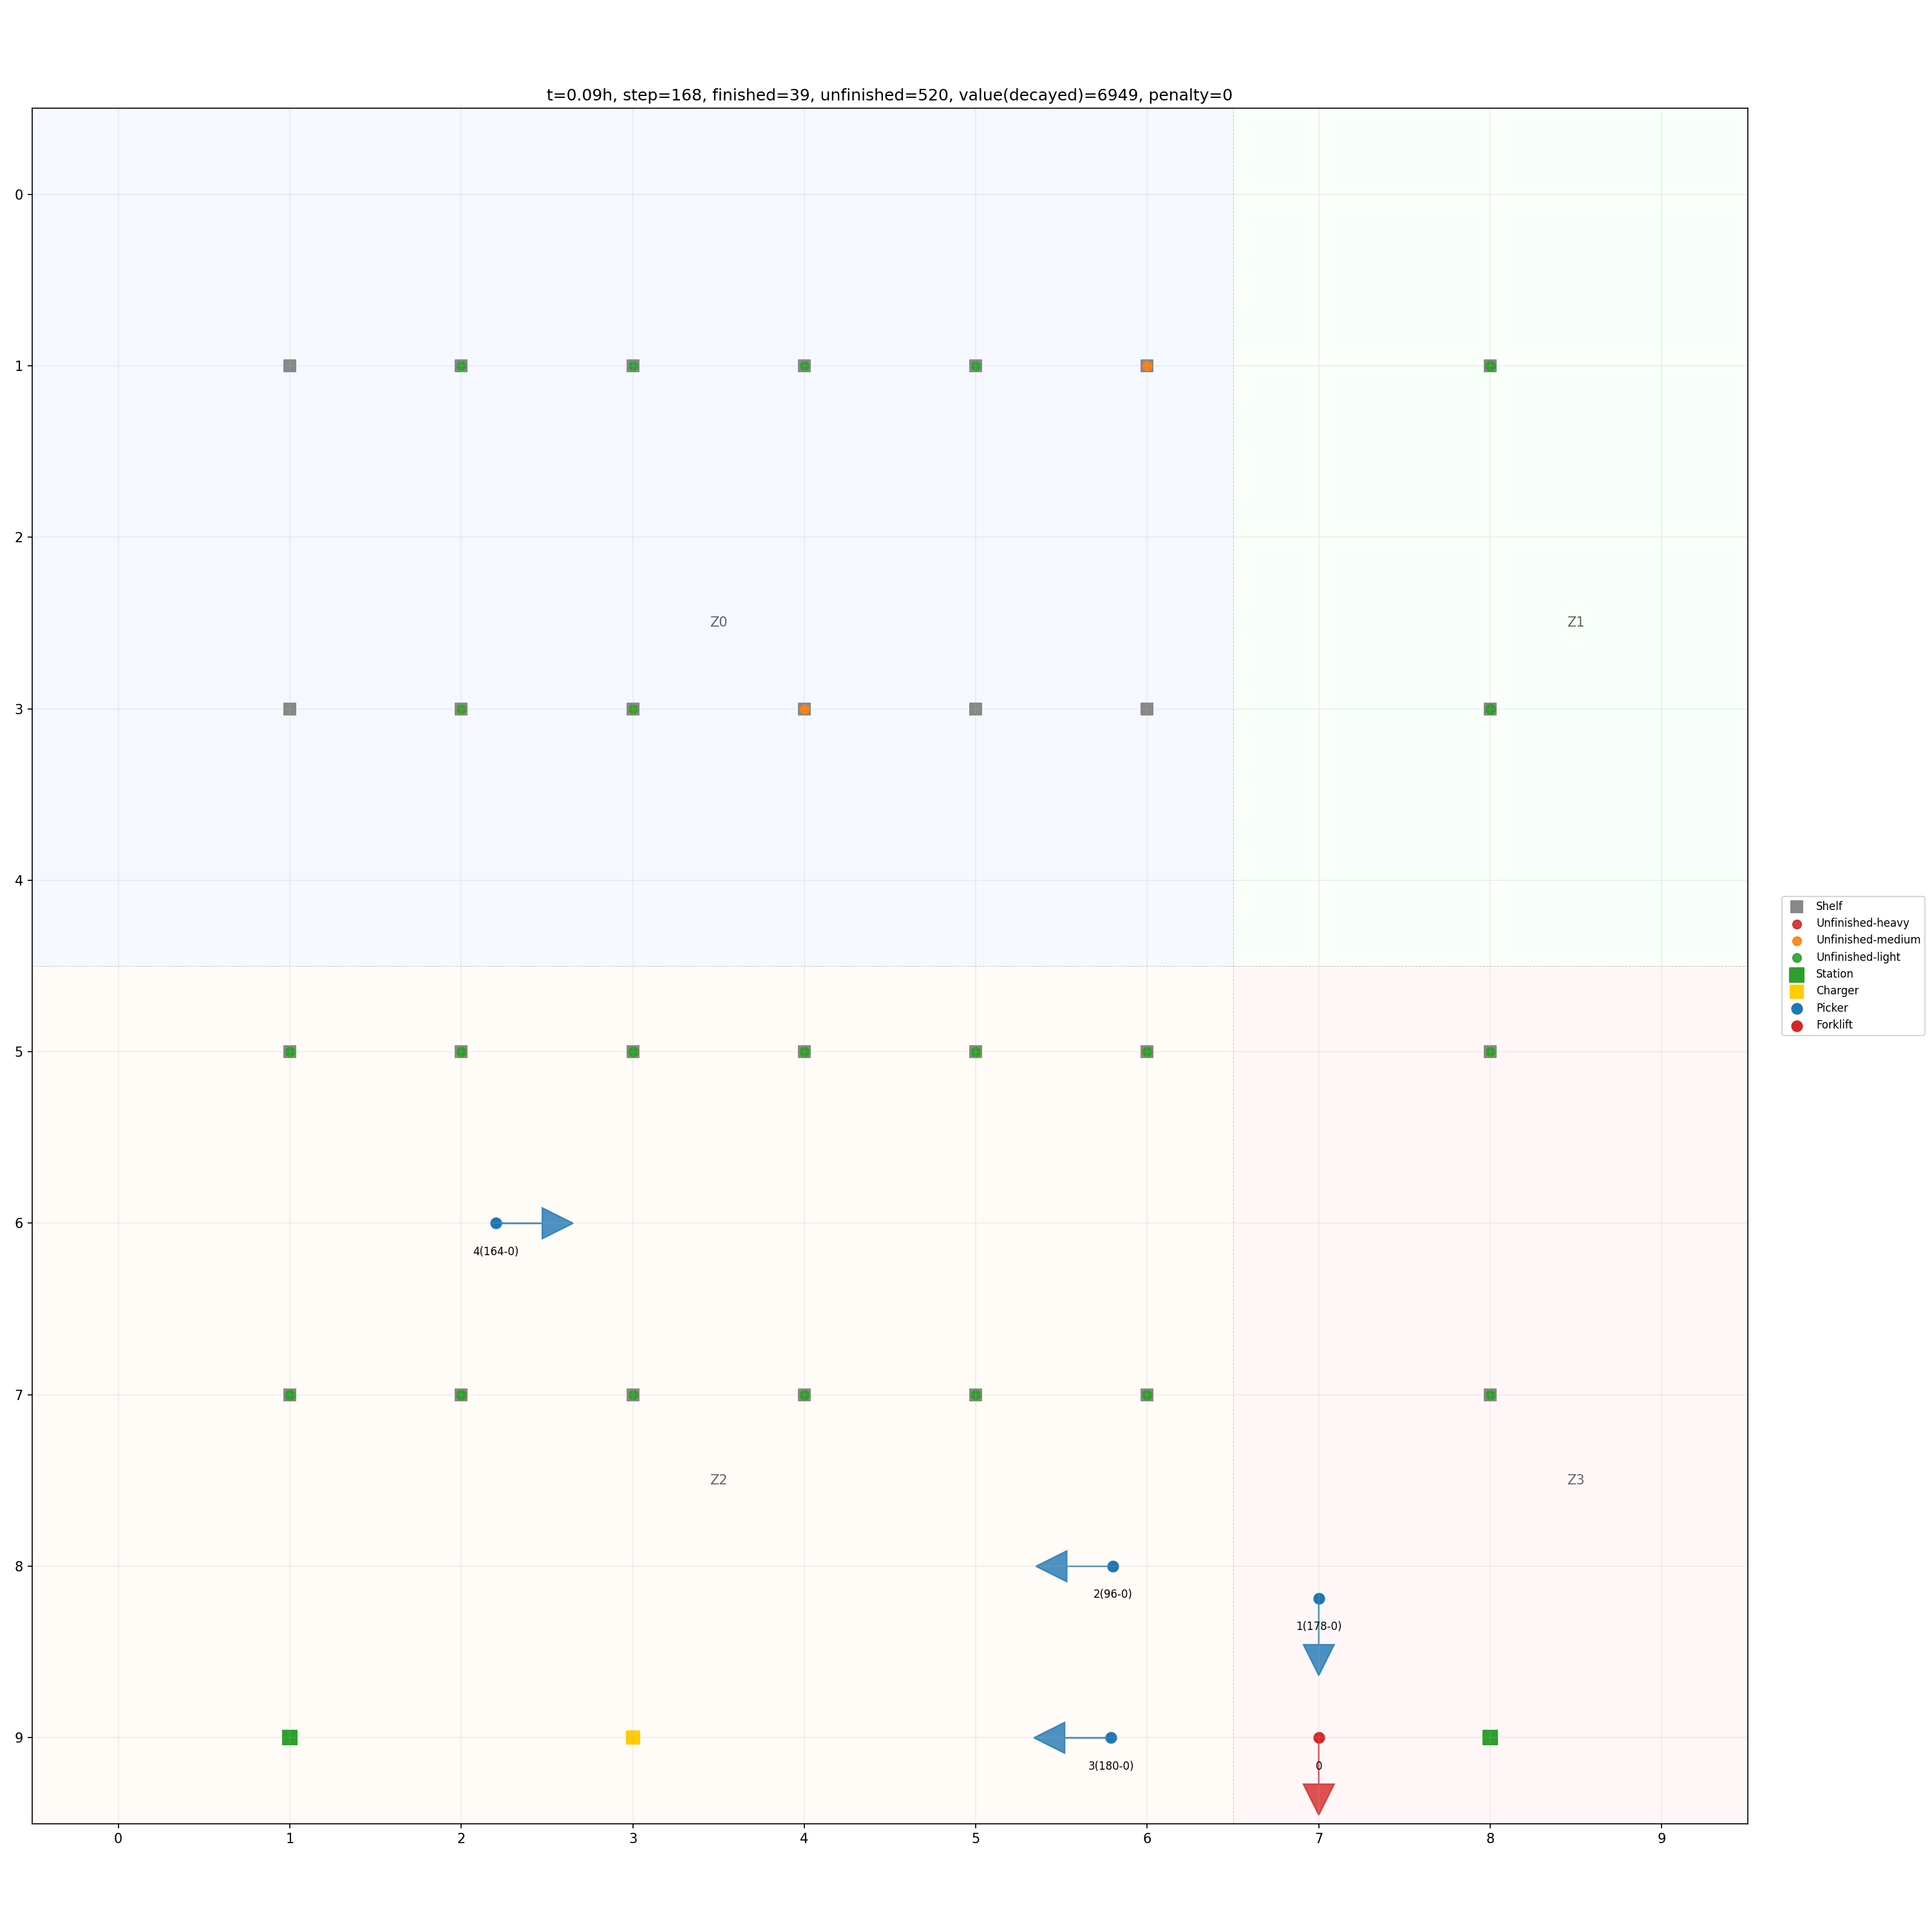 t=0.09h, step=168, finished=39, unfinished=520, value(decayed)=6949, penalty=0
0
1
2
Z0
Z1
3
4
Shelf
Unfinished-heavy
Unfinished-medium
Unfinished-light
Station
Charger
Picker
Forklift
5
6
4(164-0)
7
Z2
Z3
8
2(96-0)
1(178-0)
9
3(180-0)
0
0 1 2 3 4 5 6 7 8 9